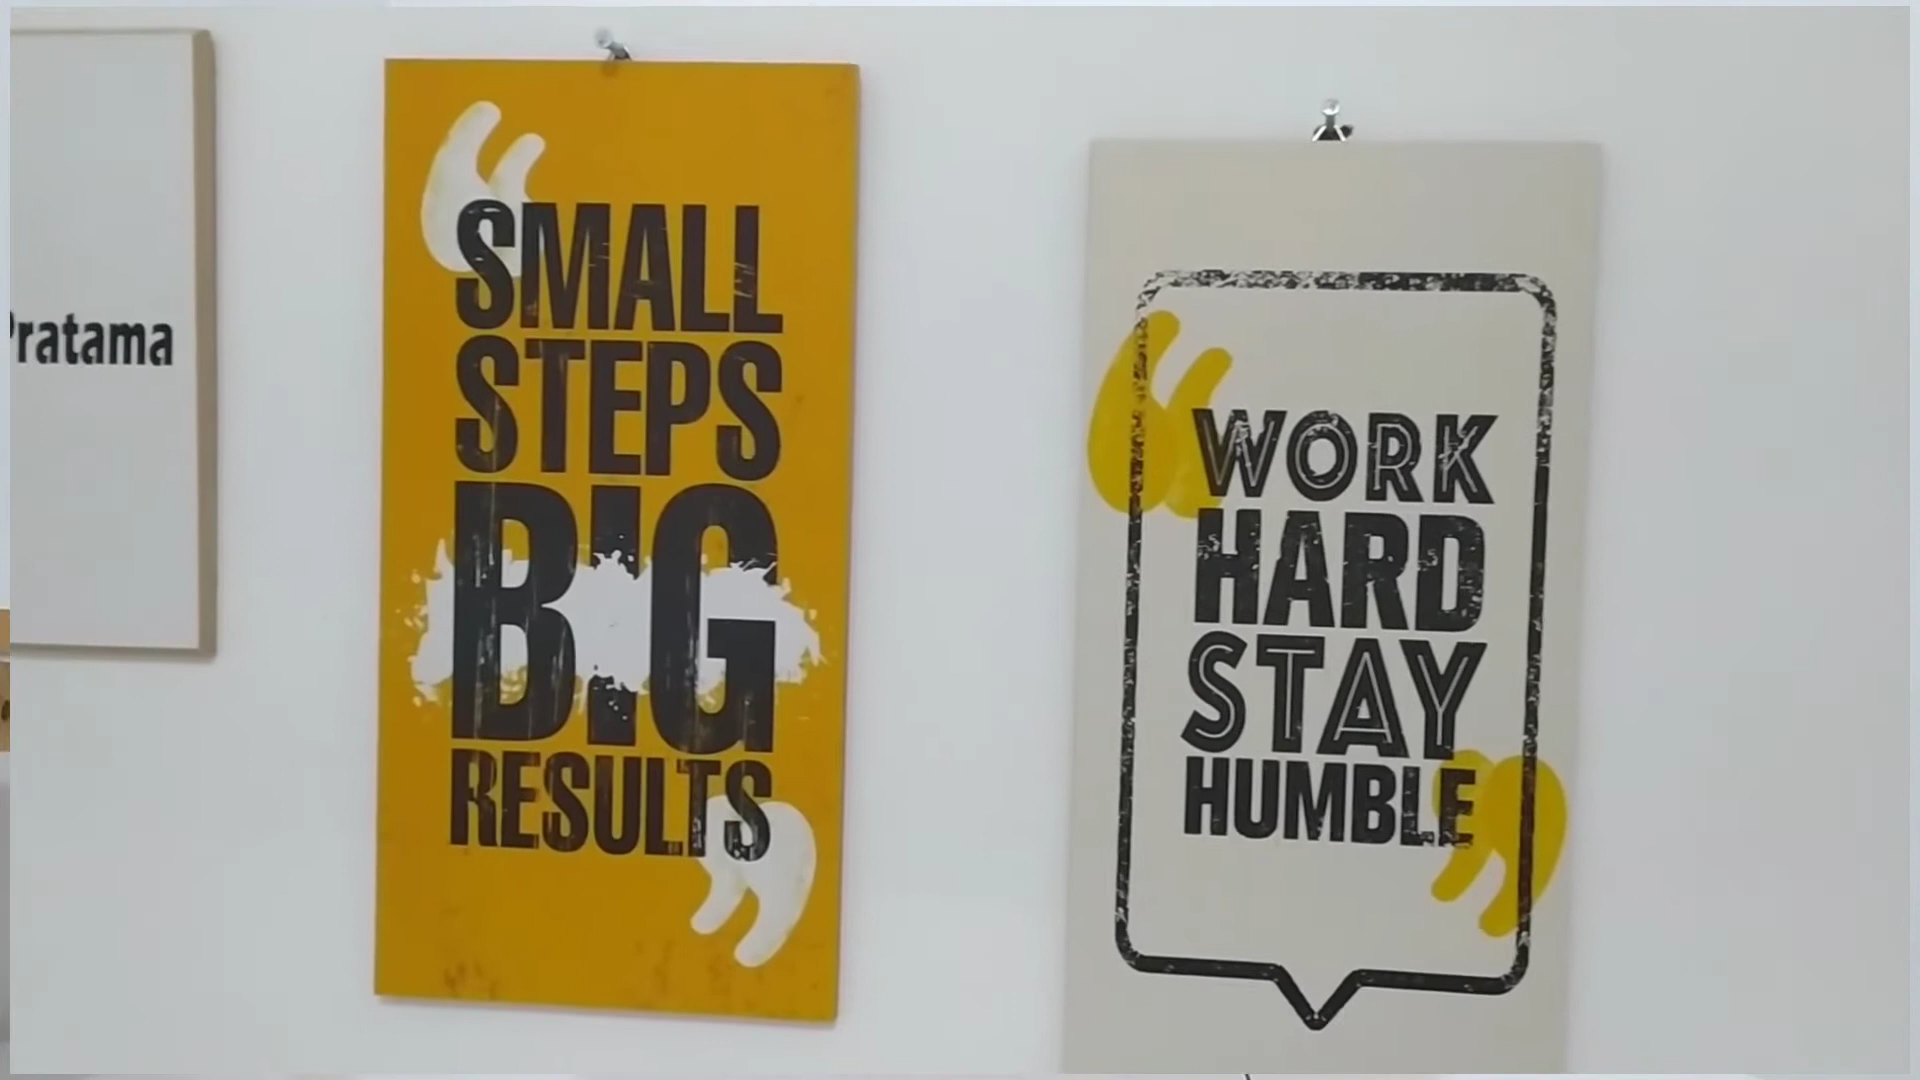 Pratama
SMALL
STEPS
BIG
RESULTS
WORK
HARD
STAY
HUMBLE